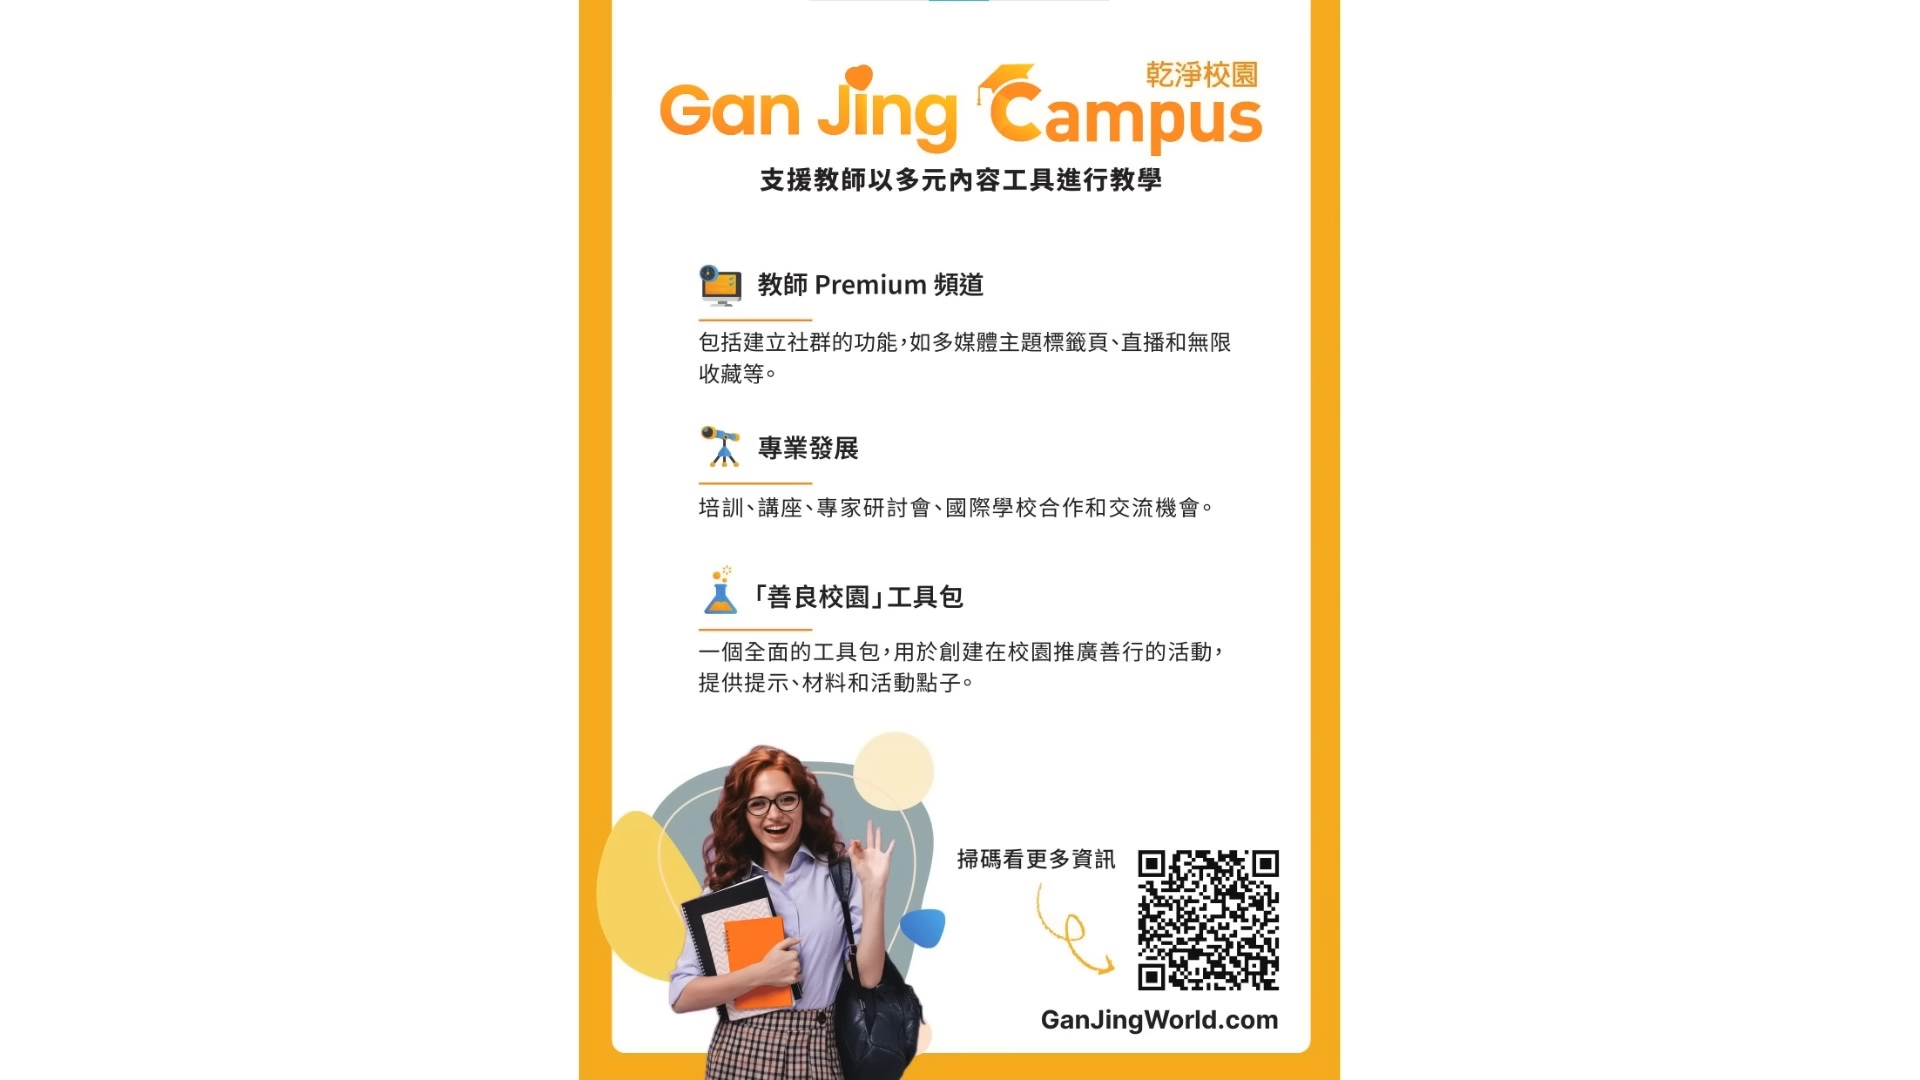 乾淨校園
Gan Jing Campus
支援教師以多元內容工具進行教學
教師 Premium 頻道
包括建立社群的功能,如多媒體主題標籤頁、直播和無限
收藏等。
專業發展
培訓、講座、專家研討會、國際學校合作和交流機會。
「善良校園」工具包
一個全面的工具包,用於創建在校園推廣善行的活動,
提供提示、材料和活動點子。
掃碼看更多資訊
GanJingWorld.com